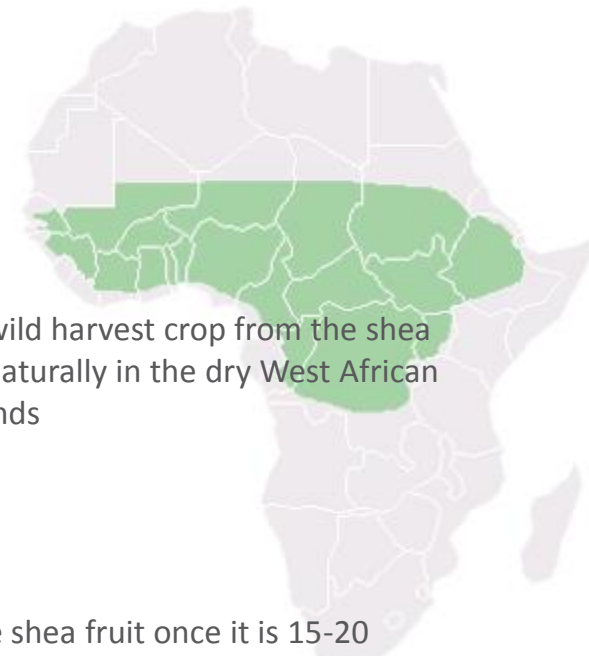 wild harvest crop from the shea
naturally in the dry West African
nds
e shea fruit once it is 15-20